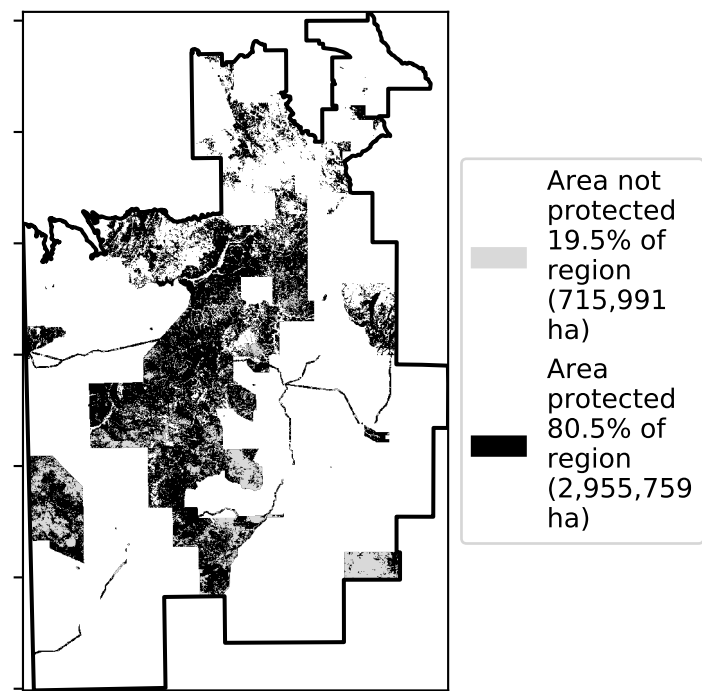 Area not
protected
19.5% of
region
(715,991
ha)
Area
protected
80.5% of
region
(2,955,759
ha)